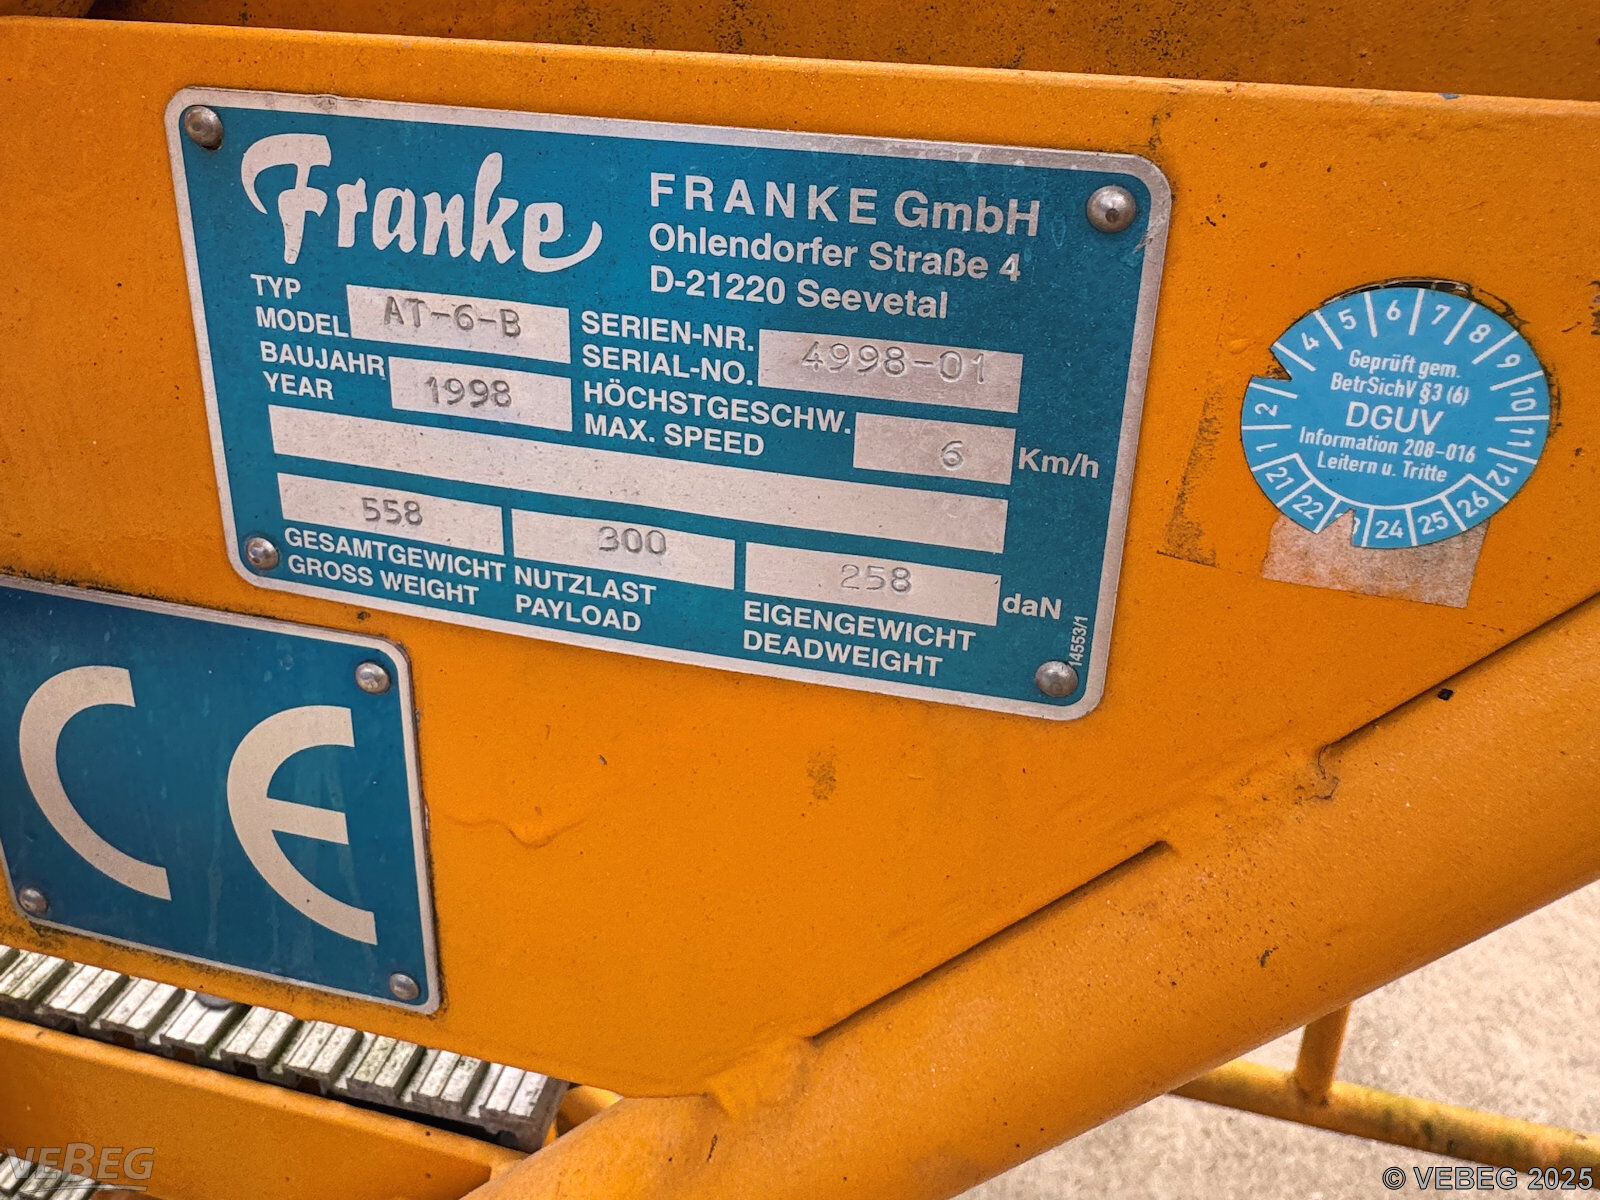 Franke
FRANKE GmbH
Ohlendorfer Straße 4
D-21220 Seevetal
TYP
MODEL
AT-6-B
SERIEN-NR.
SERIAL-NO.
4998-01
BAUJAHR
YEAR
1998
HÖCHSTGESCHW.
MAX. SPEED
6
Km/h
558
GESAMTGEWICHT
GROSS WEIGHT
300
NUTZLAST
PAYLOAD
258
daN
EIGENGEWICHT
DEADWEIGHT
14553/1
CE
1 2 4 5 6 7 8 9 10 11 12
Geprüft gem.
BetrSichV §3 (6)
DGUV
Information 208-016
Leitern u. Tritte
21 22 24 25 26
VEBEG
© VEBEG 2025